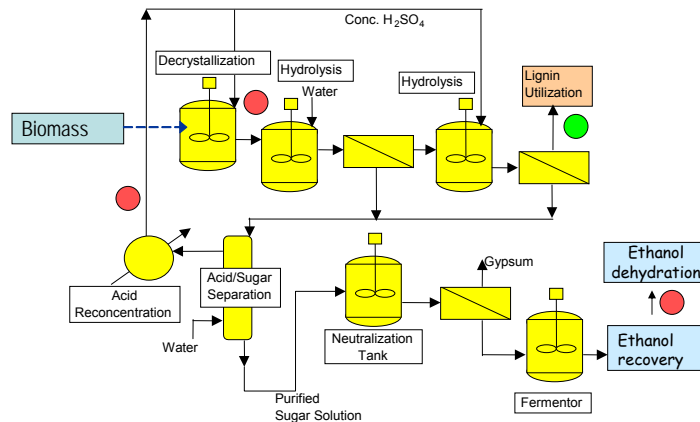 Conc. H₂SO₄
Decrystallization
Hydrolysis
Water
Hydrolysis
Lignin
Utilization
Biomass
Acid
Reconcentration
Acid/Sugar
Separation
Water
Purified
Sugar Solution
Neutralization
Tank
Gypsum
Fermentor
Ethanol
dehydration
Ethanol
recovery